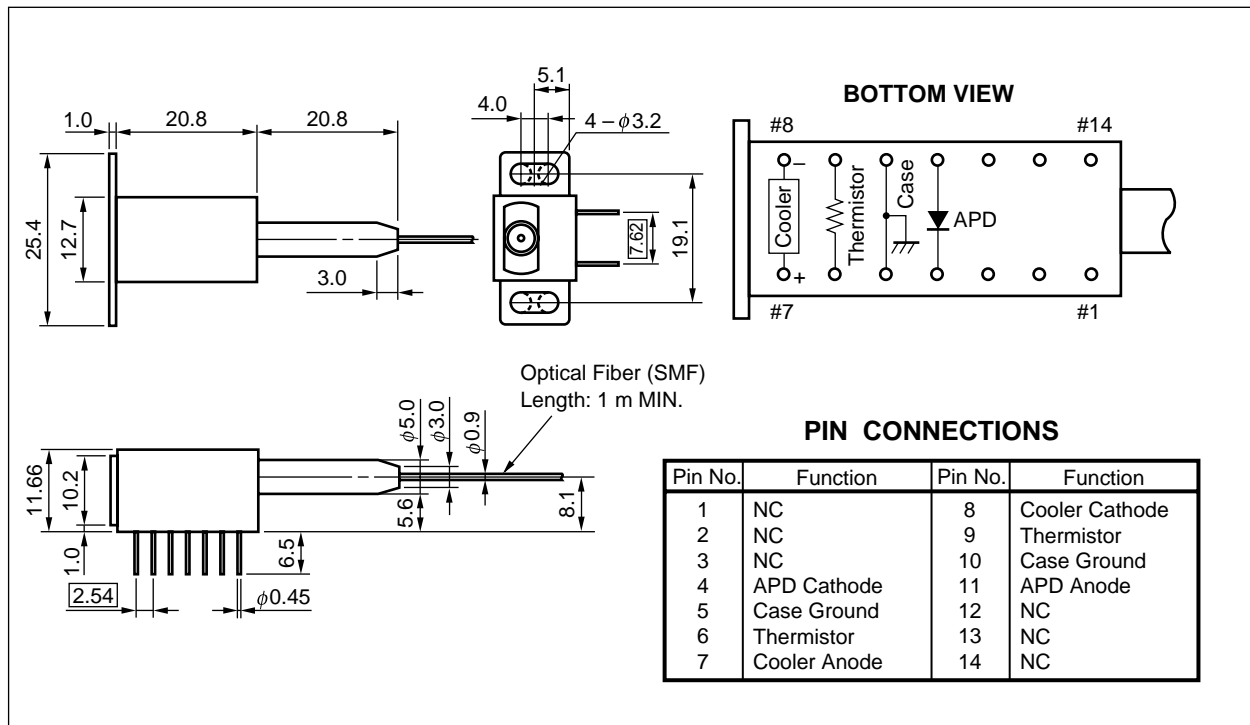 1.0
20.8
20.8
25.4
12.7
3.0
5.1
4.0
4 – ϕ3.2
7.62
19.1
BOTTOM VIEW
#8
#14
–
Cooler
+
Thermistor
Case
APD
#7
#1
Optical Fiber (SMF)
Length: 1 m MIN.
11.66
10.2
1.0
2.54
ϕ0.45
6.5
ϕ5.0
ϕ3.0
ϕ0.9
5.6
8.1
PIN CONNECTIONS
Pin No. Function Pin No. Function
1 NC 8 Cooler Cathode
2 NC 9 Thermistor
3 NC 10 Case Ground
4 APD Cathode 11 APD Anode
5 Case Ground 12 NC
6 Thermistor 13 NC
7 Cooler Anode 14 NC